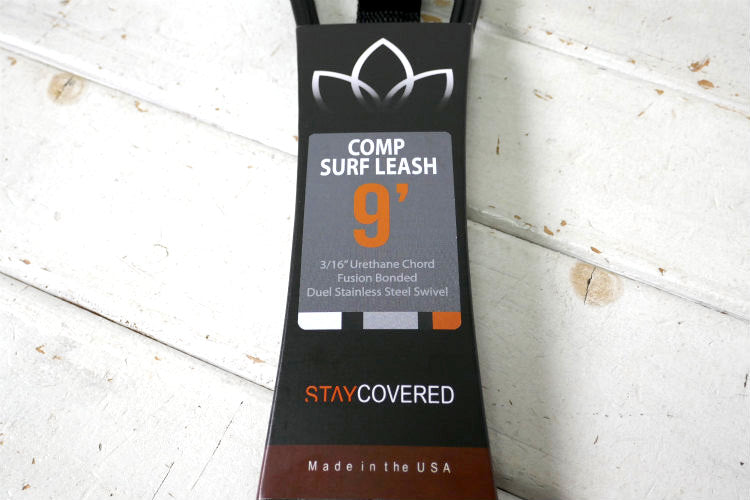 COMP
SURF LEASH
9’
3/16” Urethane Chord
Fusion Bonded
Duel Stainless Steel Swivel
STAYCOVERED
Made in the USA